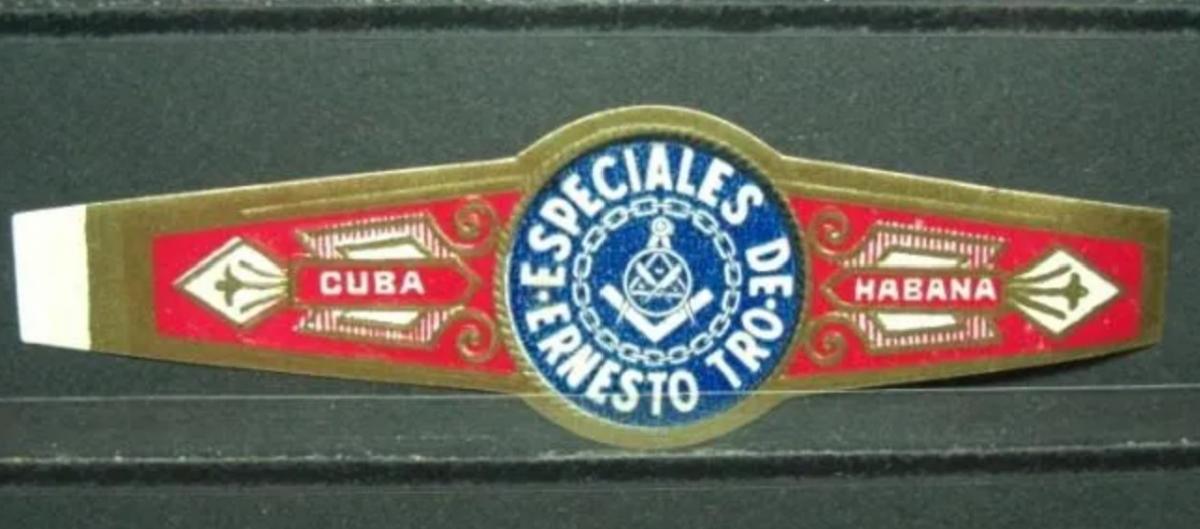 CUBA
ESPECIALES DE
ERNESTO TRO
HABANA